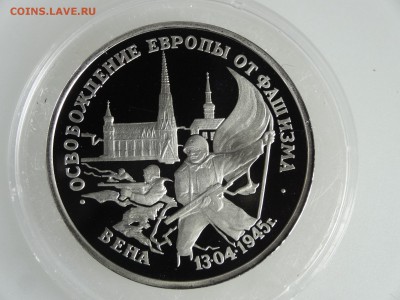 COINS.LAVE.RU
· ОСВОБОЖДЕНИЕ ЕВРОПЫ ОТ ФАШИЗМА ·
ВЕНА
13·04·1945г.